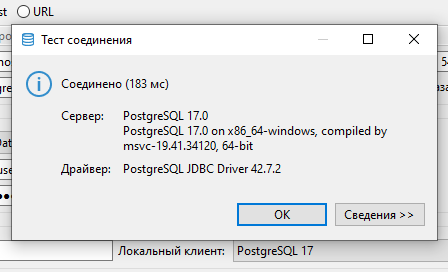 URL
Тест соединения
Соединено (183 мс)
Сервер: PostgreSQL 17.0
PostgreSQL 17.0 on x86_64-windows, compiled by
msvc-19.41.34120, 64-bit
Драйвер: PostgreSQL JDBC Driver 42.7.2
OK Сведения >>
Локальный клиент: PostgreSQL 17